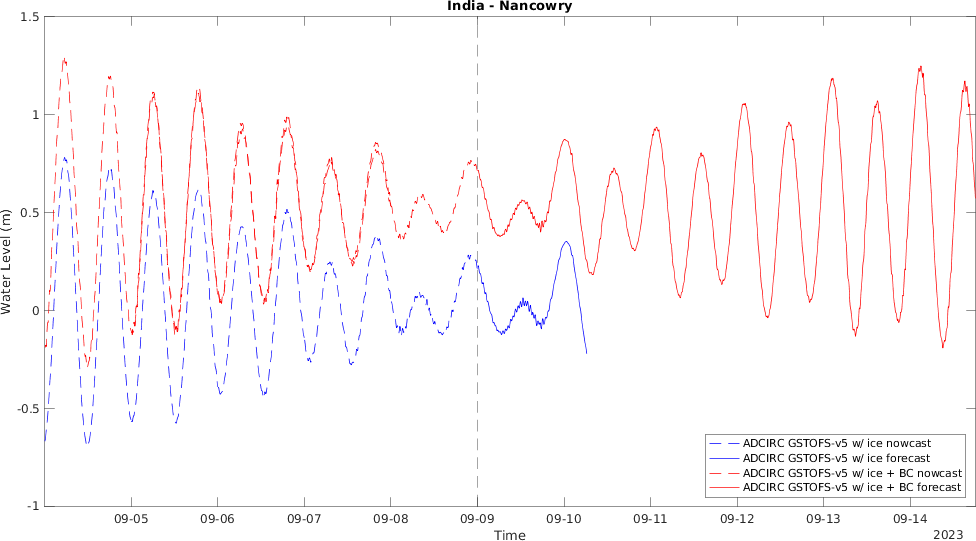 India - Nancowry
1.5
1
0.5
0
-0.5
-1
Water Level (m)
09-05 09-06 09-07 09-08 09-09 09-10 09-11 09-12 09-13 09-14
Time
2023
ADCIRC GSTOFS-v5 w/ ice nowcast
ADCIRC GSTOFS-v5 w/ ice forecast
ADCIRC GSTOFS-v5 w/ ice + BC nowcast
ADCIRC GSTOFS-v5 w/ ice + BC forecast